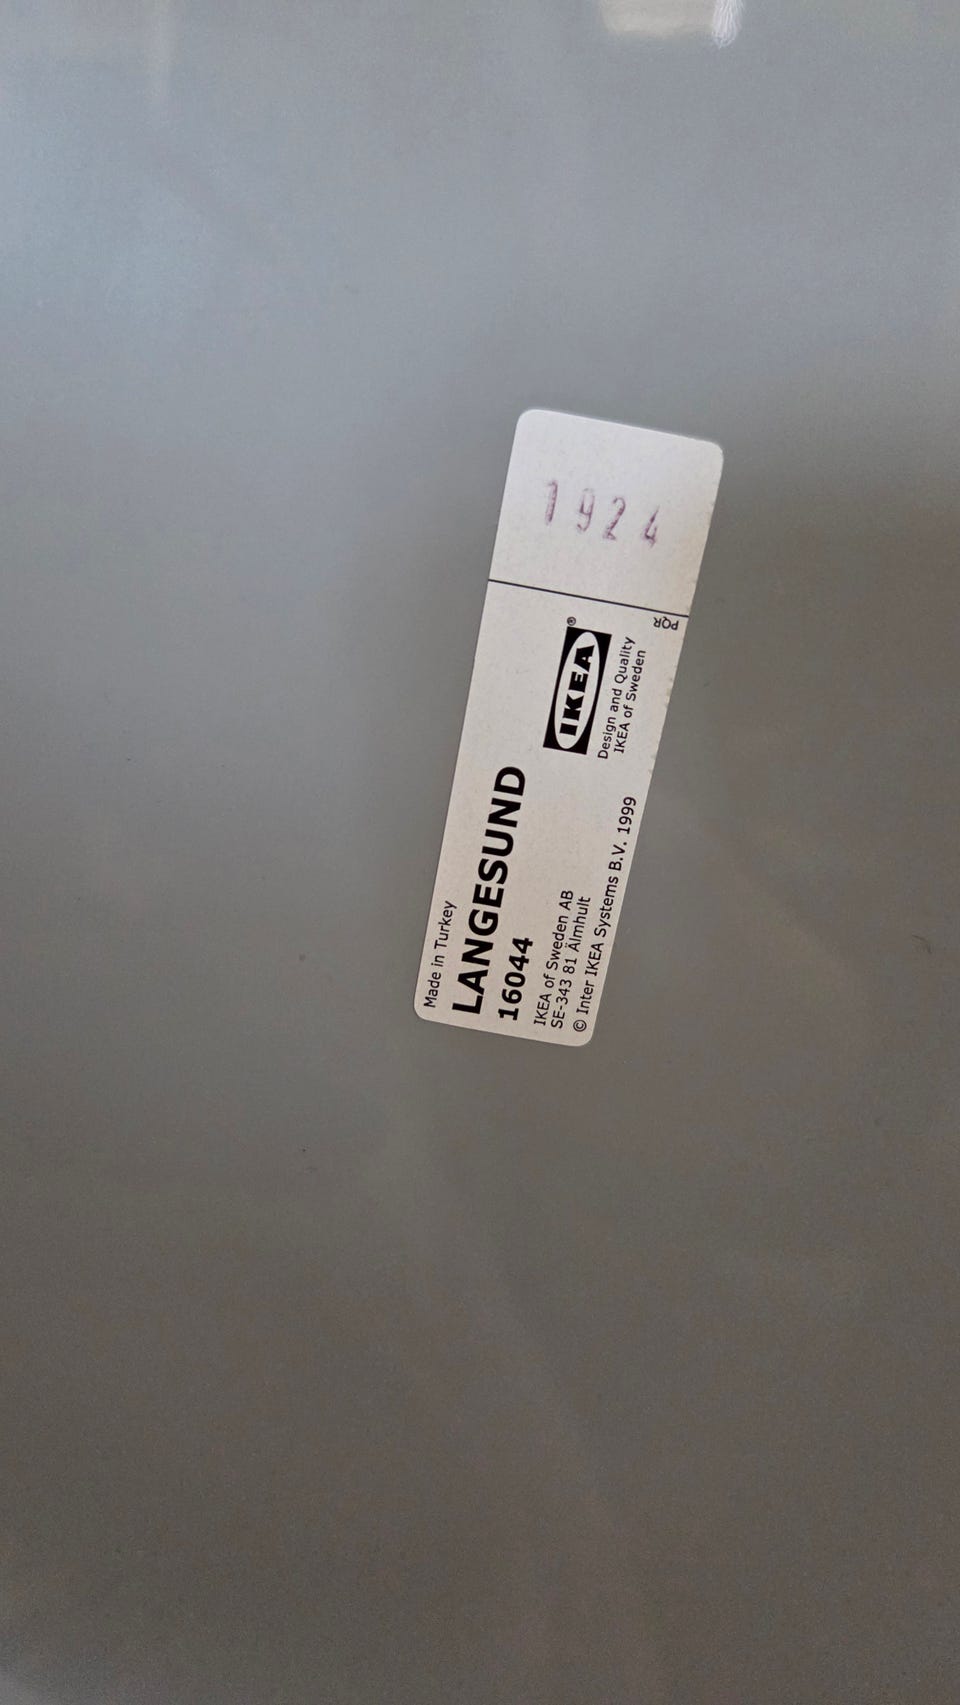 Made in Turkey
LANGESUND
16044
IKEA of Sweden AB
SE-343 81 Älmhult
© Inter IKEA Systems B.V. 1999
IKEA®
Design and Quality
IKEA of Sweden
PQR
1924